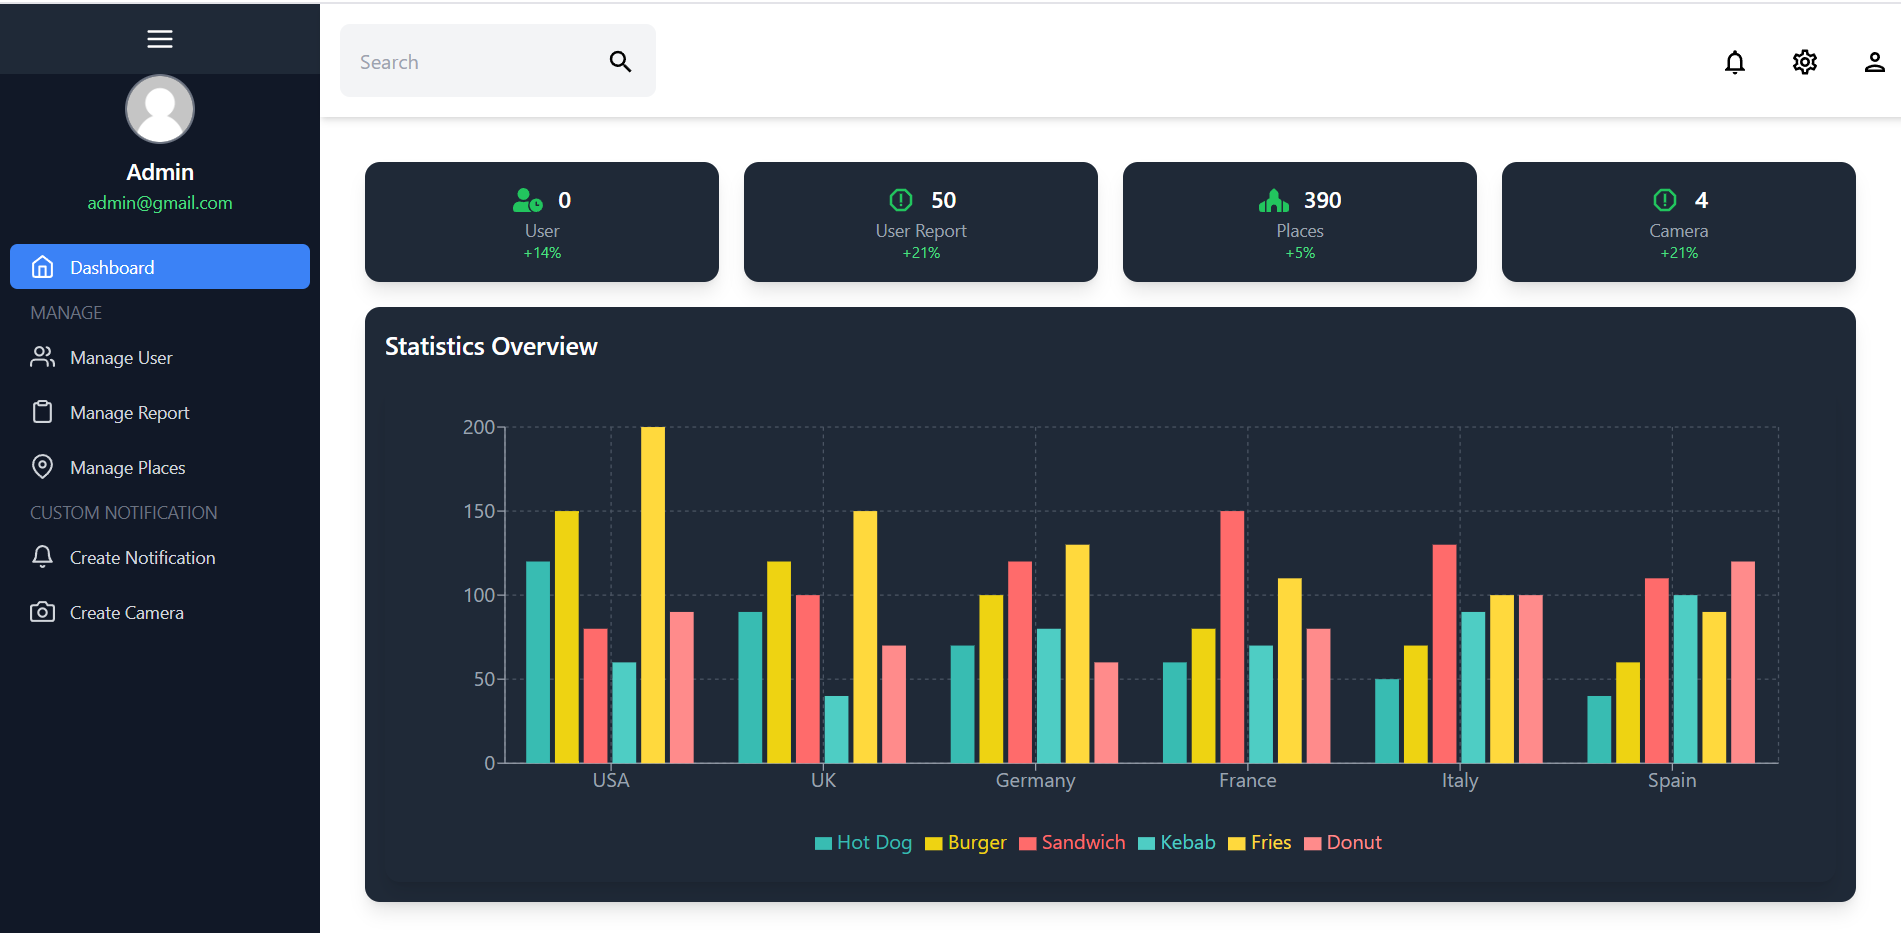 Admin
admin@gmail.com
Dashboard
MANAGE
Manage User
Manage Report
Manage Places
CUSTOM NOTIFICATION
Create Notification
Create Camera
Search
0
User
+14%
50
User Report
+21%
390
Places
+5%
4
Camera
+21%
Statistics Overview
200
150
100
50
0
USA UK Germany France Italy Spain
Hot Dog Burger Sandwich Kebab Fries Donut